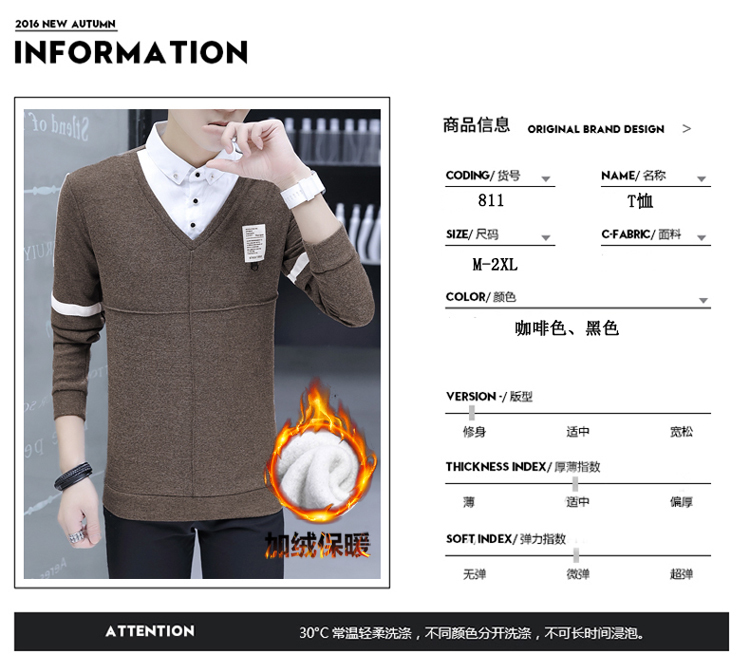 2016 NEW AUTUMN
INFORMATION
商品信息 ORIGINAL BRAND DESIGN >
CODING/ 货号 NAME/ 名称
811 T恤
SIZE/ 尺码 C-FABRIC/ 面料
M-2XL
COLOR/ 颜色
咖啡色、黑色
VERSION -/ 版型
修身 适中 宽松
THICKNESS INDEX/ 厚薄指数
薄 适中 偏厚
SOFT INDEX/ 弹力指数
无弹 微弹 超弹
加绒保暖
ATTENTION 30°C 常温轻柔洗涤，不同颜色分开洗涤，不可长时间浸泡。